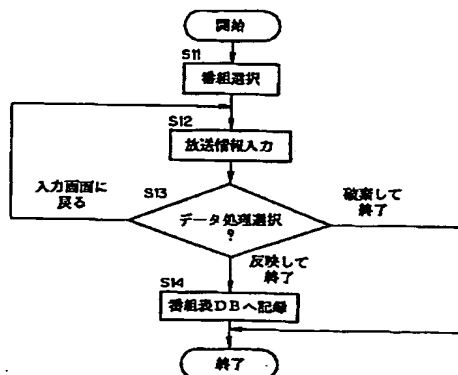 開始
S11
番組選択
S12
放送情報入力
S13
入力画面に
戻る
データ処理選択
?
破棄して
終了
反映して
終了
S14
番組表DBへ記録
終了